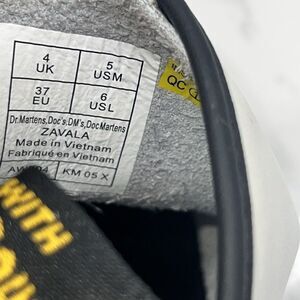 4 UK 5 USM
37 EU 6 USL
Dr.Martens,Doc's,DM's,DocMartens
ZAVALA
Made in Vietnam
Fabriqué en Vietnam
KM 05 X
QC
WITH